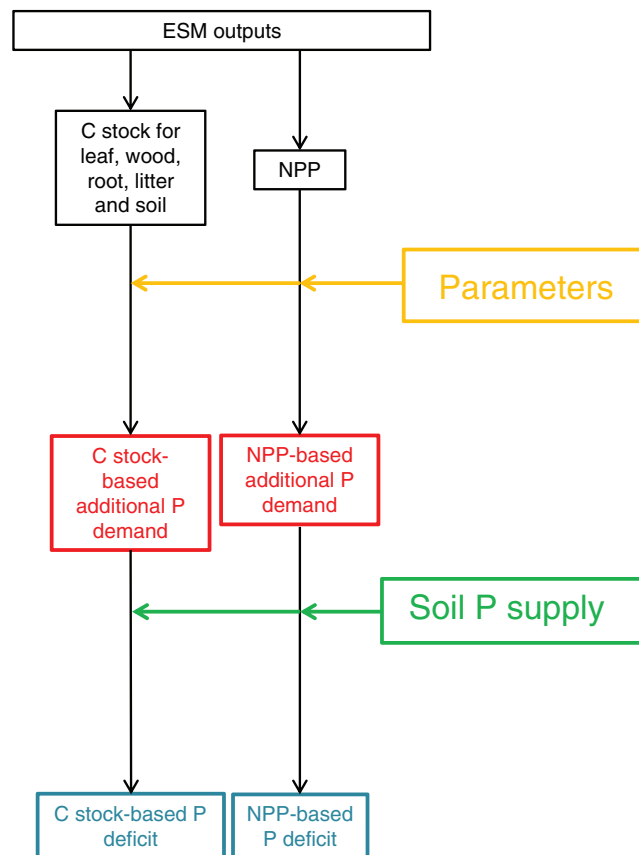 ESM outputs
C stock for
leaf, wood,
root, litter
and soil
NPP
Parameters
C stock-
based
additional P
demand
NPP-based
additional P
demand
Soil P supply
C stock-based P
deficit
NPP-based
P deficit